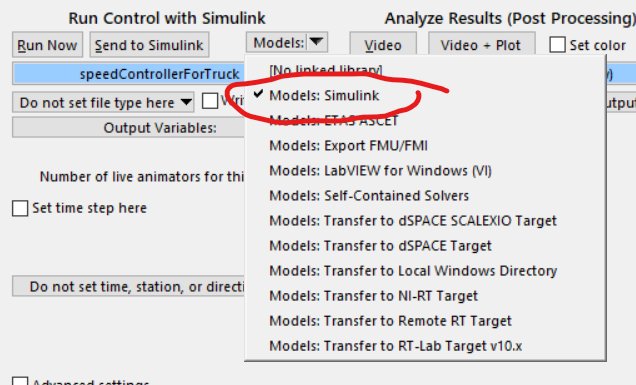 Run Control with Simulink
Analyze Results (Post Processing)
Run Now
Send to Simulink
Models:
Video
Video + Plot
Set color
speedControllerForTruck
[No linked library]
Do not set file type here
Models: Simulink
Output Variables:
Models: ETAS ASCET
Models: Export FMU/FMI
Number of live animators for thi
Models: LabVIEW for Windows (VI)
Models: Self-Contained Solvers
Set time step here
Models: Transfer to dSPACE SCALEXIO Target
Models: Transfer to dSPACE Target
Models: Transfer to Local Windows Directory
Do not set time, station, or directi
Models: Transfer to NI-RT Target
Models: Transfer to Remote RT Target
Models: Transfer to RT-Lab Target v10.x
Advanced settings